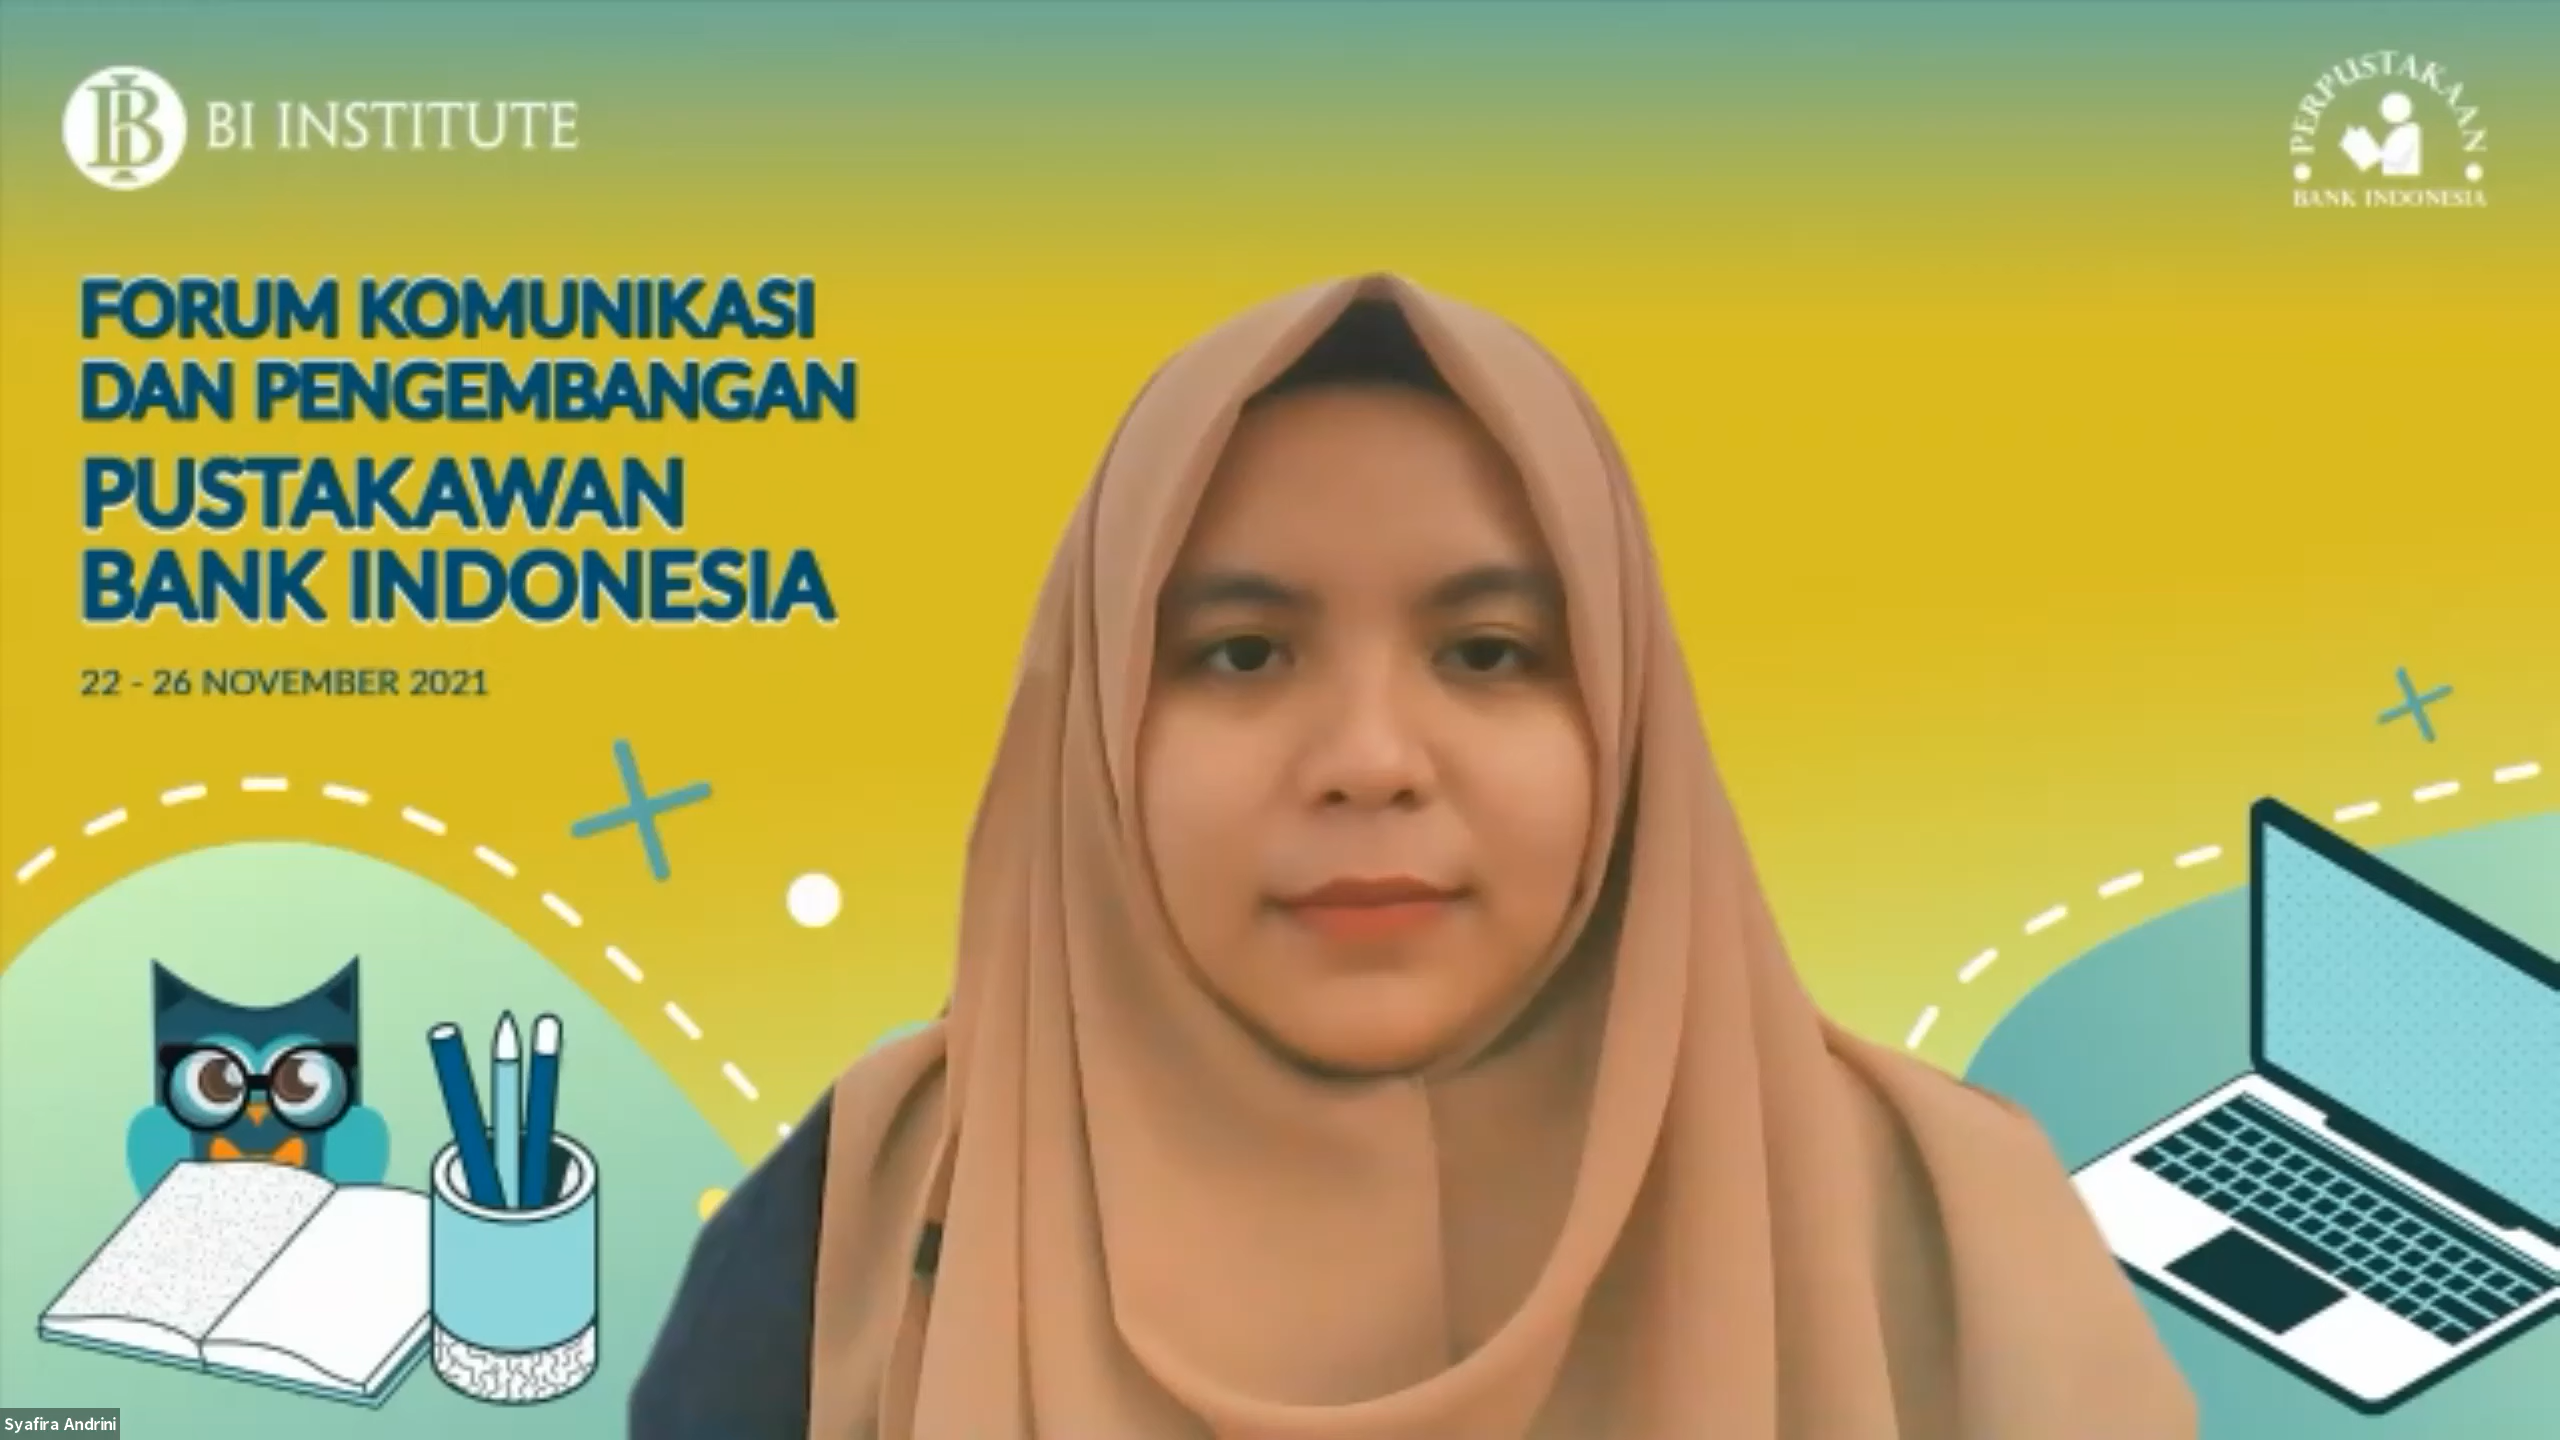 BI INSTITUTE
PERPUSTAKAAN
BANK INDONESIA
FORUM KOMUNIKASI
DAN PENGEMBANGAN
PUSTAKAWAN
BANK INDONESIA
22 - 26 NOVEMBER 2021
Syafira Andrini